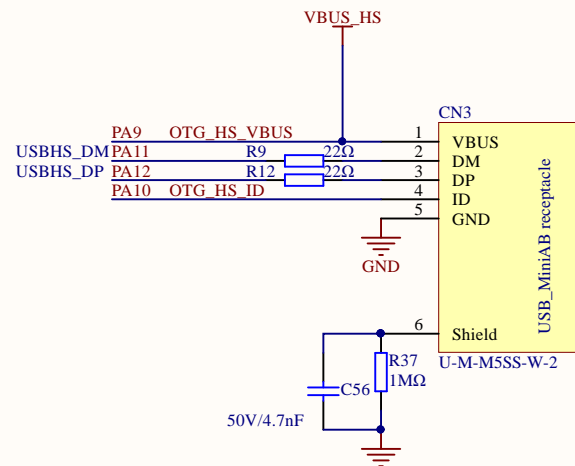 VBUS_HS
CN3
PA9 OTG_HS_VBUS 1 VBUS
USBHS_DM PA11 R9 22Ω 2 DM
USBHS_DP PA12 R12 22Ω 3 DP
PA10 OTG_HS_ID 4 ID
5 GND
GND
USB_MiniAB receptacle
6 Shield
U-M-M5SS-W-2
R37
1MΩ
C56
50V/4.7nF